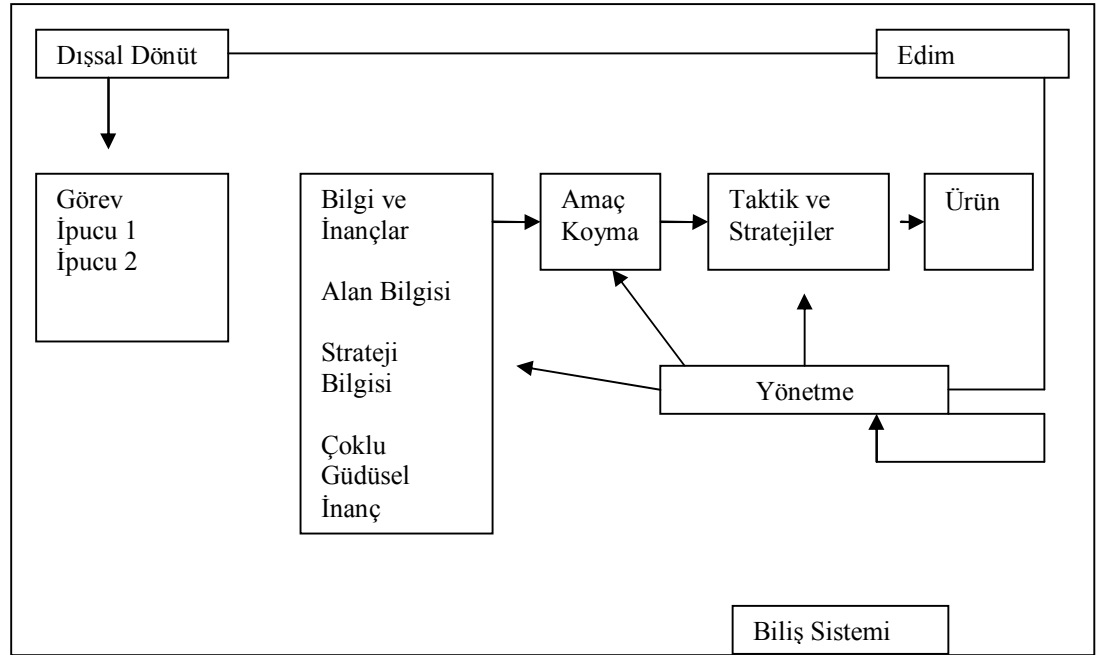 Dışsal Dönüt
Edim
Görev
İpucu 1
İpucu 2
Bilgi ve
İnançlar
Alan Bilgisi
Strateji
Bilgisi
Çoklu
Güdüsel
İnanç
Amaç
Koyma
Taktik ve
Stratejiler
Ürün
Yönetme
Biliş Sistemi